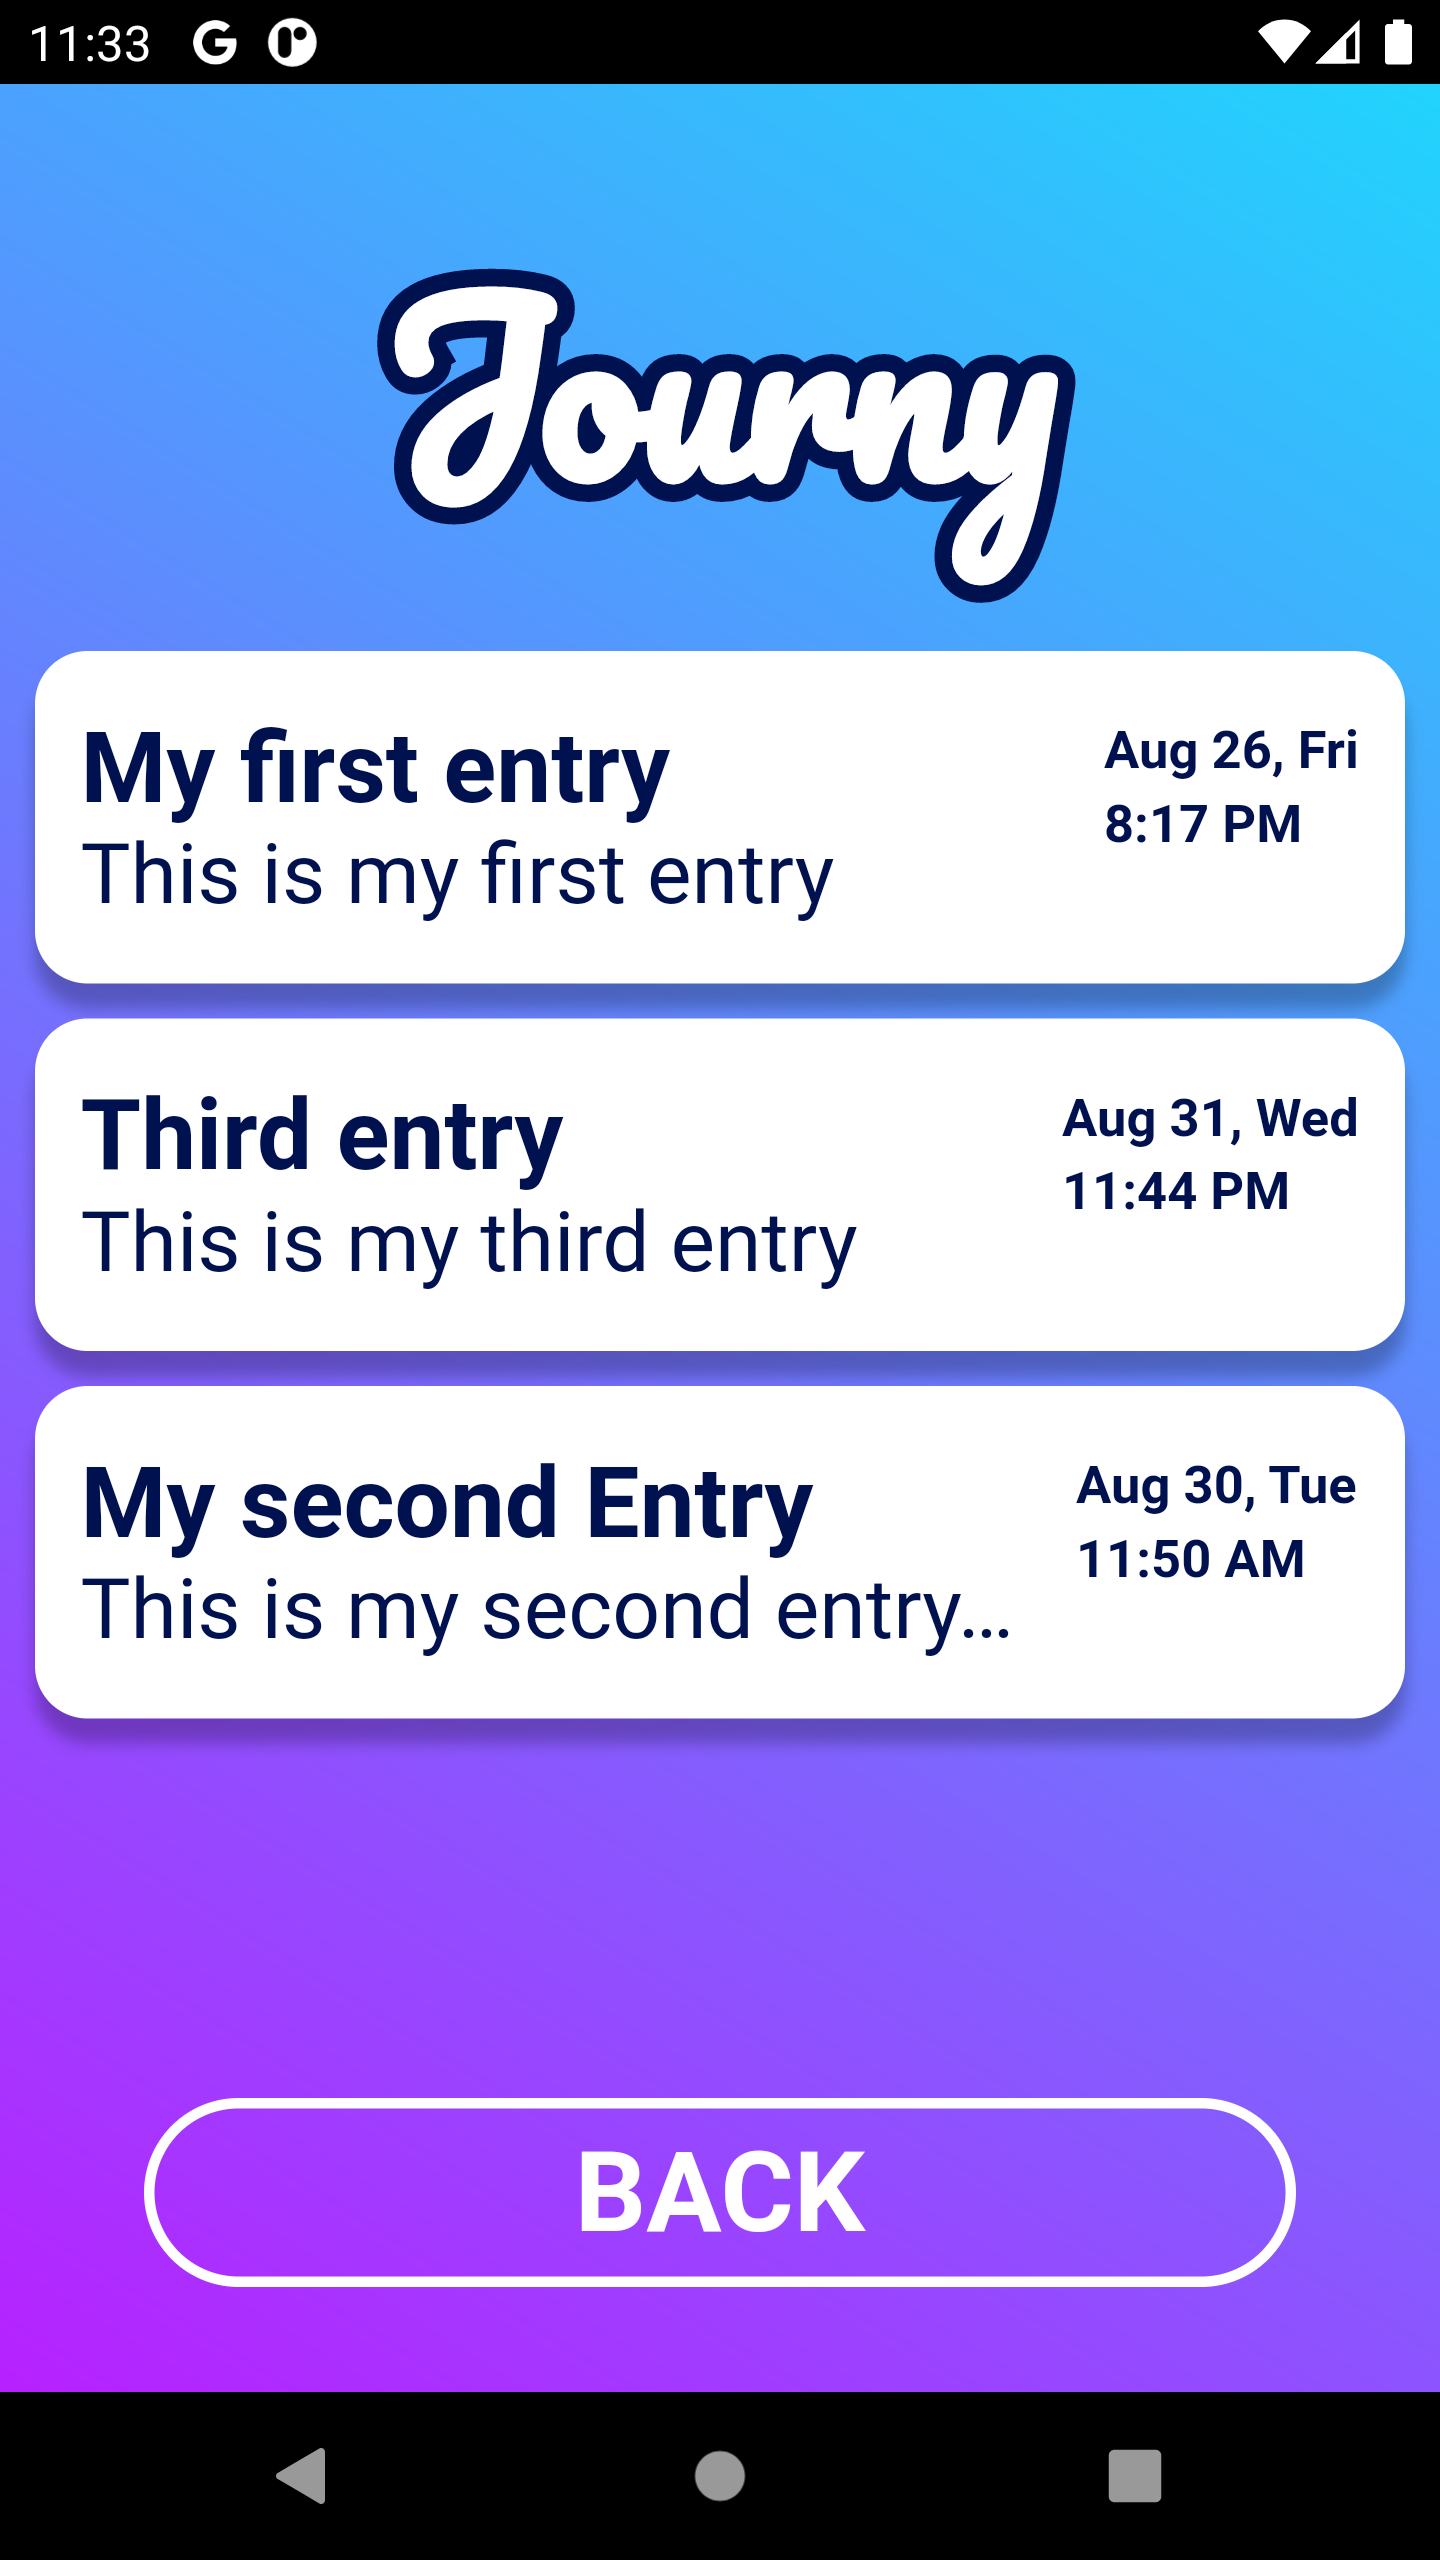 11:33
Journy
My first entry
This is my first entry
Aug 26, Fri
8:17 PM
Third entry
This is my third entry
Aug 31, Wed
11:44 PM
My second Entry
This is my second entry...
Aug 30, Tue
11:50 AM
BACK